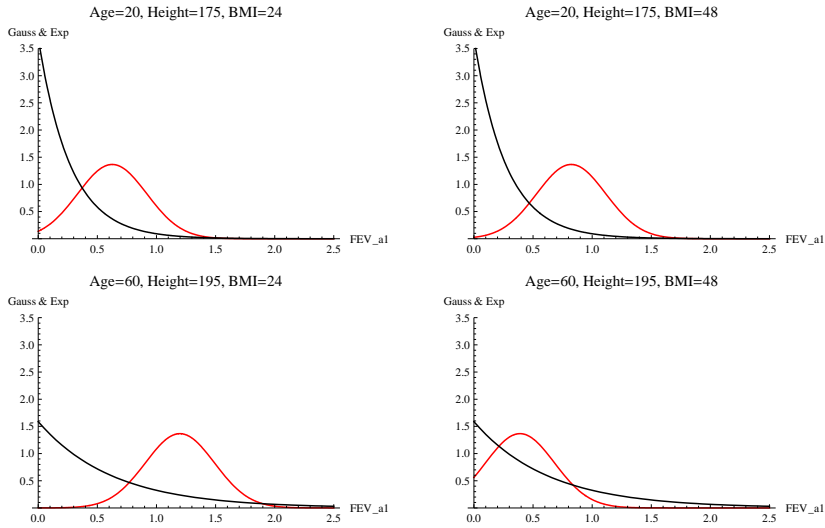 Age=20, Height=175, BMI=24
Gauss & Exp
3.5
3.0
2.5
2.0
1.5
1.0
0.5
0.0 0.5 1.0 1.5 2.0 2.5
FEV_a1
Age=20, Height=175, BMI=48
Gauss & Exp
3.5
3.0
2.5
2.0
1.5
1.0
0.5
0.0 0.5 1.0 1.5 2.0 2.5
FEV_a1
Age=60, Height=195, BMI=24
Gauss & Exp
3.5
3.0
2.5
2.0
1.5
1.0
0.5
0.0 0.5 1.0 1.5 2.0 2.5
FEV_a1
Age=60, Height=195, BMI=48
Gauss & Exp
3.5
3.0
2.5
2.0
1.5
1.0
0.5
0.0 0.5 1.0 1.5 2.0 2.5
FEV_a1